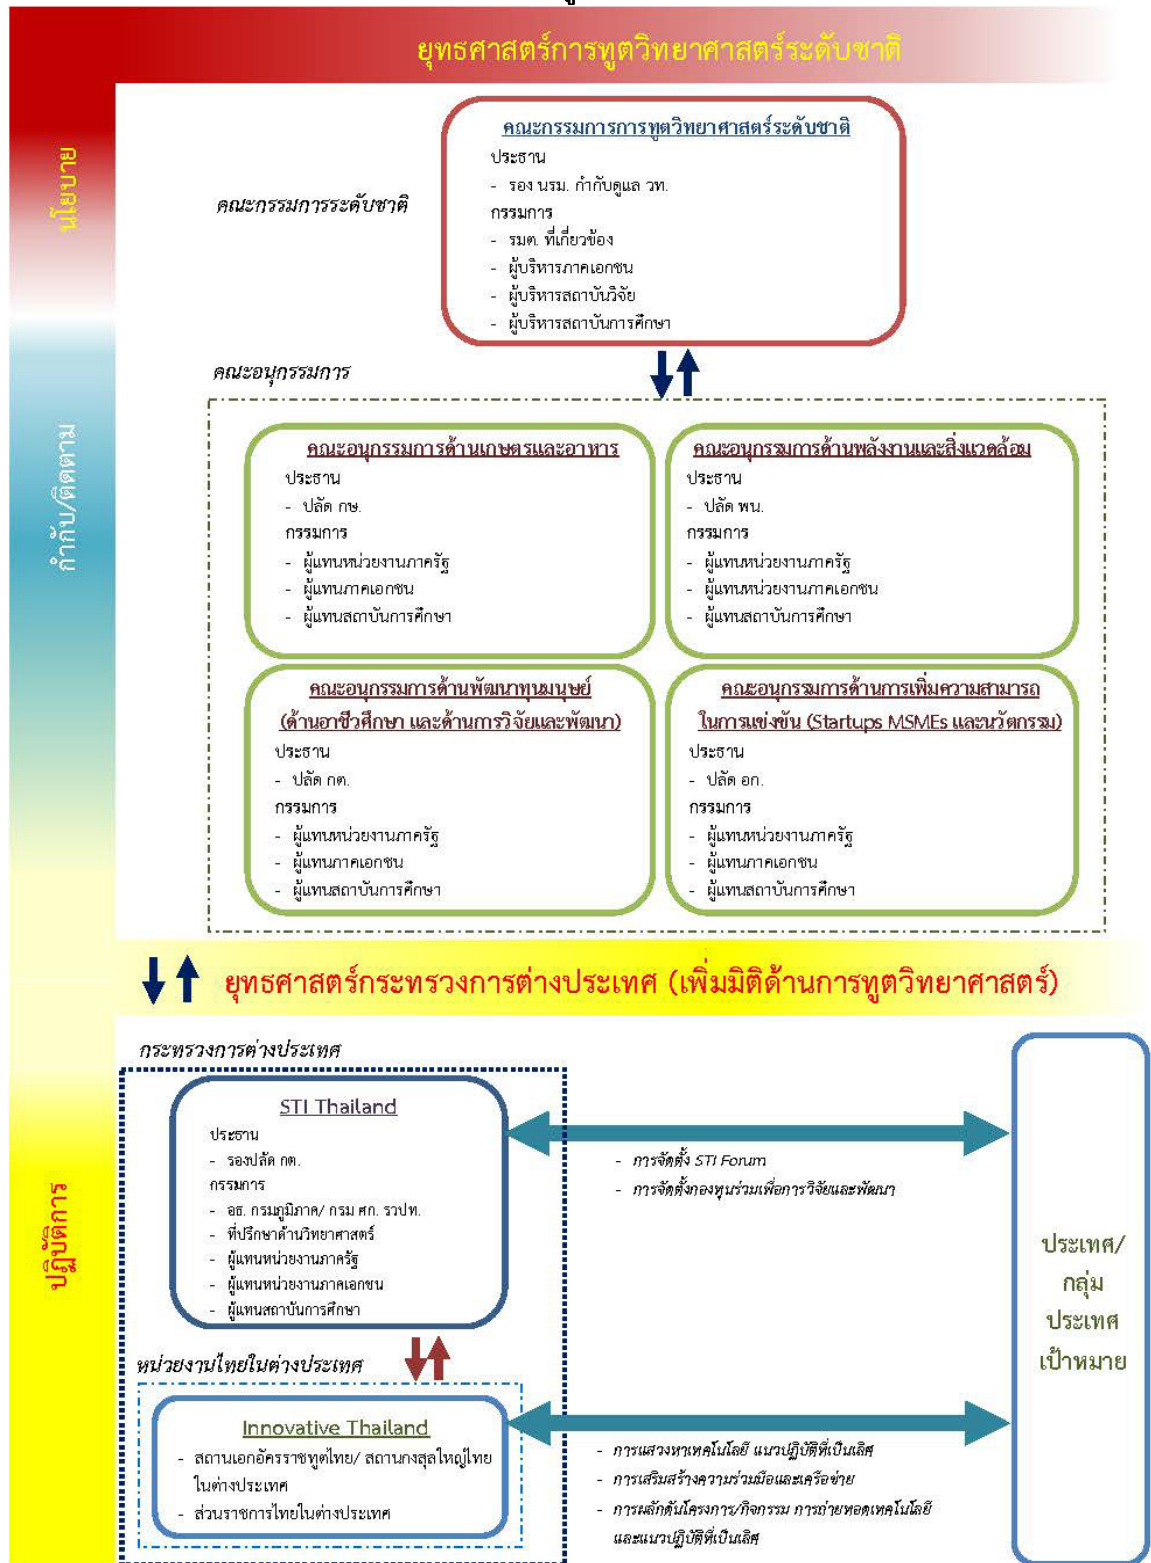 ยุทธศาสตร์การทูตวิทยาศาสตร์ระดับชาติ
นโยบาย
คณะกรรมการระดับชาติ
คณะกรรมการการทูตวิทยาศาสตร์ระดับชาติ
ประธาน
- รอง นรม. กำกับดูแล วท.
กรรมการ
- รมต. ที่เกี่ยวข้อง
- ผู้บริหารภาคเอกชน
- ผู้บริหารสถาบันวิจัย
- ผู้บริหารสถาบันการศึกษา
กำกับ/ติดตาม
คณะอนุกรรมการ
คณะอนุกรรมการด้านเกษตรและอาหาร
ประธาน
- ปลัด กษ.
กรรมการ
- ผู้แทนหน่วยงานภาครัฐ
- ผู้แทนภาคเอกชน
- ผู้แทนสถาบันการศึกษา
คณะอนุกรรมการด้านพลังงานและสิ่งแวดล้อม
ประธาน
- ปลัด พน.
กรรมการ
- ผู้แทนหน่วยงานภาครัฐ
- ผู้แทนหน่วยงานภาคเอกชน
- ผู้แทนสถาบันการศึกษา
คณะอนุกรรมการด้านพัฒนาทุนมนุษย์
(ด้านอาชีวศึกษา และด้านการวิจัยและพัฒนา)
ประธาน
- ปลัด กต.
กรรมการ
- ผู้แทนหน่วยงานภาครัฐ
- ผู้แทนภาคเอกชน
- ผู้แทนสถาบันการศึกษา
คณะอนุกรรมการด้านการเพิ่มความสามารถ
ในการแข่งขัน (Startups MSMEs และนวัตกรรม)
ประธาน
- ปลัด อก.
กรรมการ
- ผู้แทนหน่วยงานภาครัฐ
- ผู้แทนภาคเอกชน
- ผู้แทนสถาบันการศึกษา
ยุทธศาสตร์กระทรวงการต่างประเทศ (เพิ่มมิติด้านการทูตวิทยาศาสตร์)
ปฏิบัติการ
กระทรวงการต่างประเทศ
STI Thailand
ประธาน
- รองปลัด กต.
กรรมการ
- อธ. กรมภูมิภาค/ กรม ศก. รวปท.
- ที่ปรึกษาด้านวิทยาศาสตร์
- ผู้แทนหน่วยงานภาครัฐ
- ผู้แทนหน่วยงานภาคเอกชน
- ผู้แทนสถาบันการศึกษา
- การจัดตั้ง STI Forum
- การจัดตั้งกองทุนร่วมเพื่อการวิจัยและพัฒนา
ประเทศ/
กลุ่ม
ประเทศ
เป้าหมาย
หน่วยงานไทยในต่างประเทศ
Innovative Thailand
- สถานเอกอัครราชทูตไทย/ สถานกงสุลใหญ่ไทย
ในต่างประเทศ
- ส่วนราชการไทยในต่างประเทศ
- การแสวงหาเทคโนโลยี แนวปฏิบัติที่เป็นเลิศ
- การเสริมสร้างความร่วมมือและเครือข่าย
- การผลักดันโครงการ/กิจกรรม การถ่ายทอดเทคโนโลยี
และแนวปฏิบัติที่เป็นเลิศ